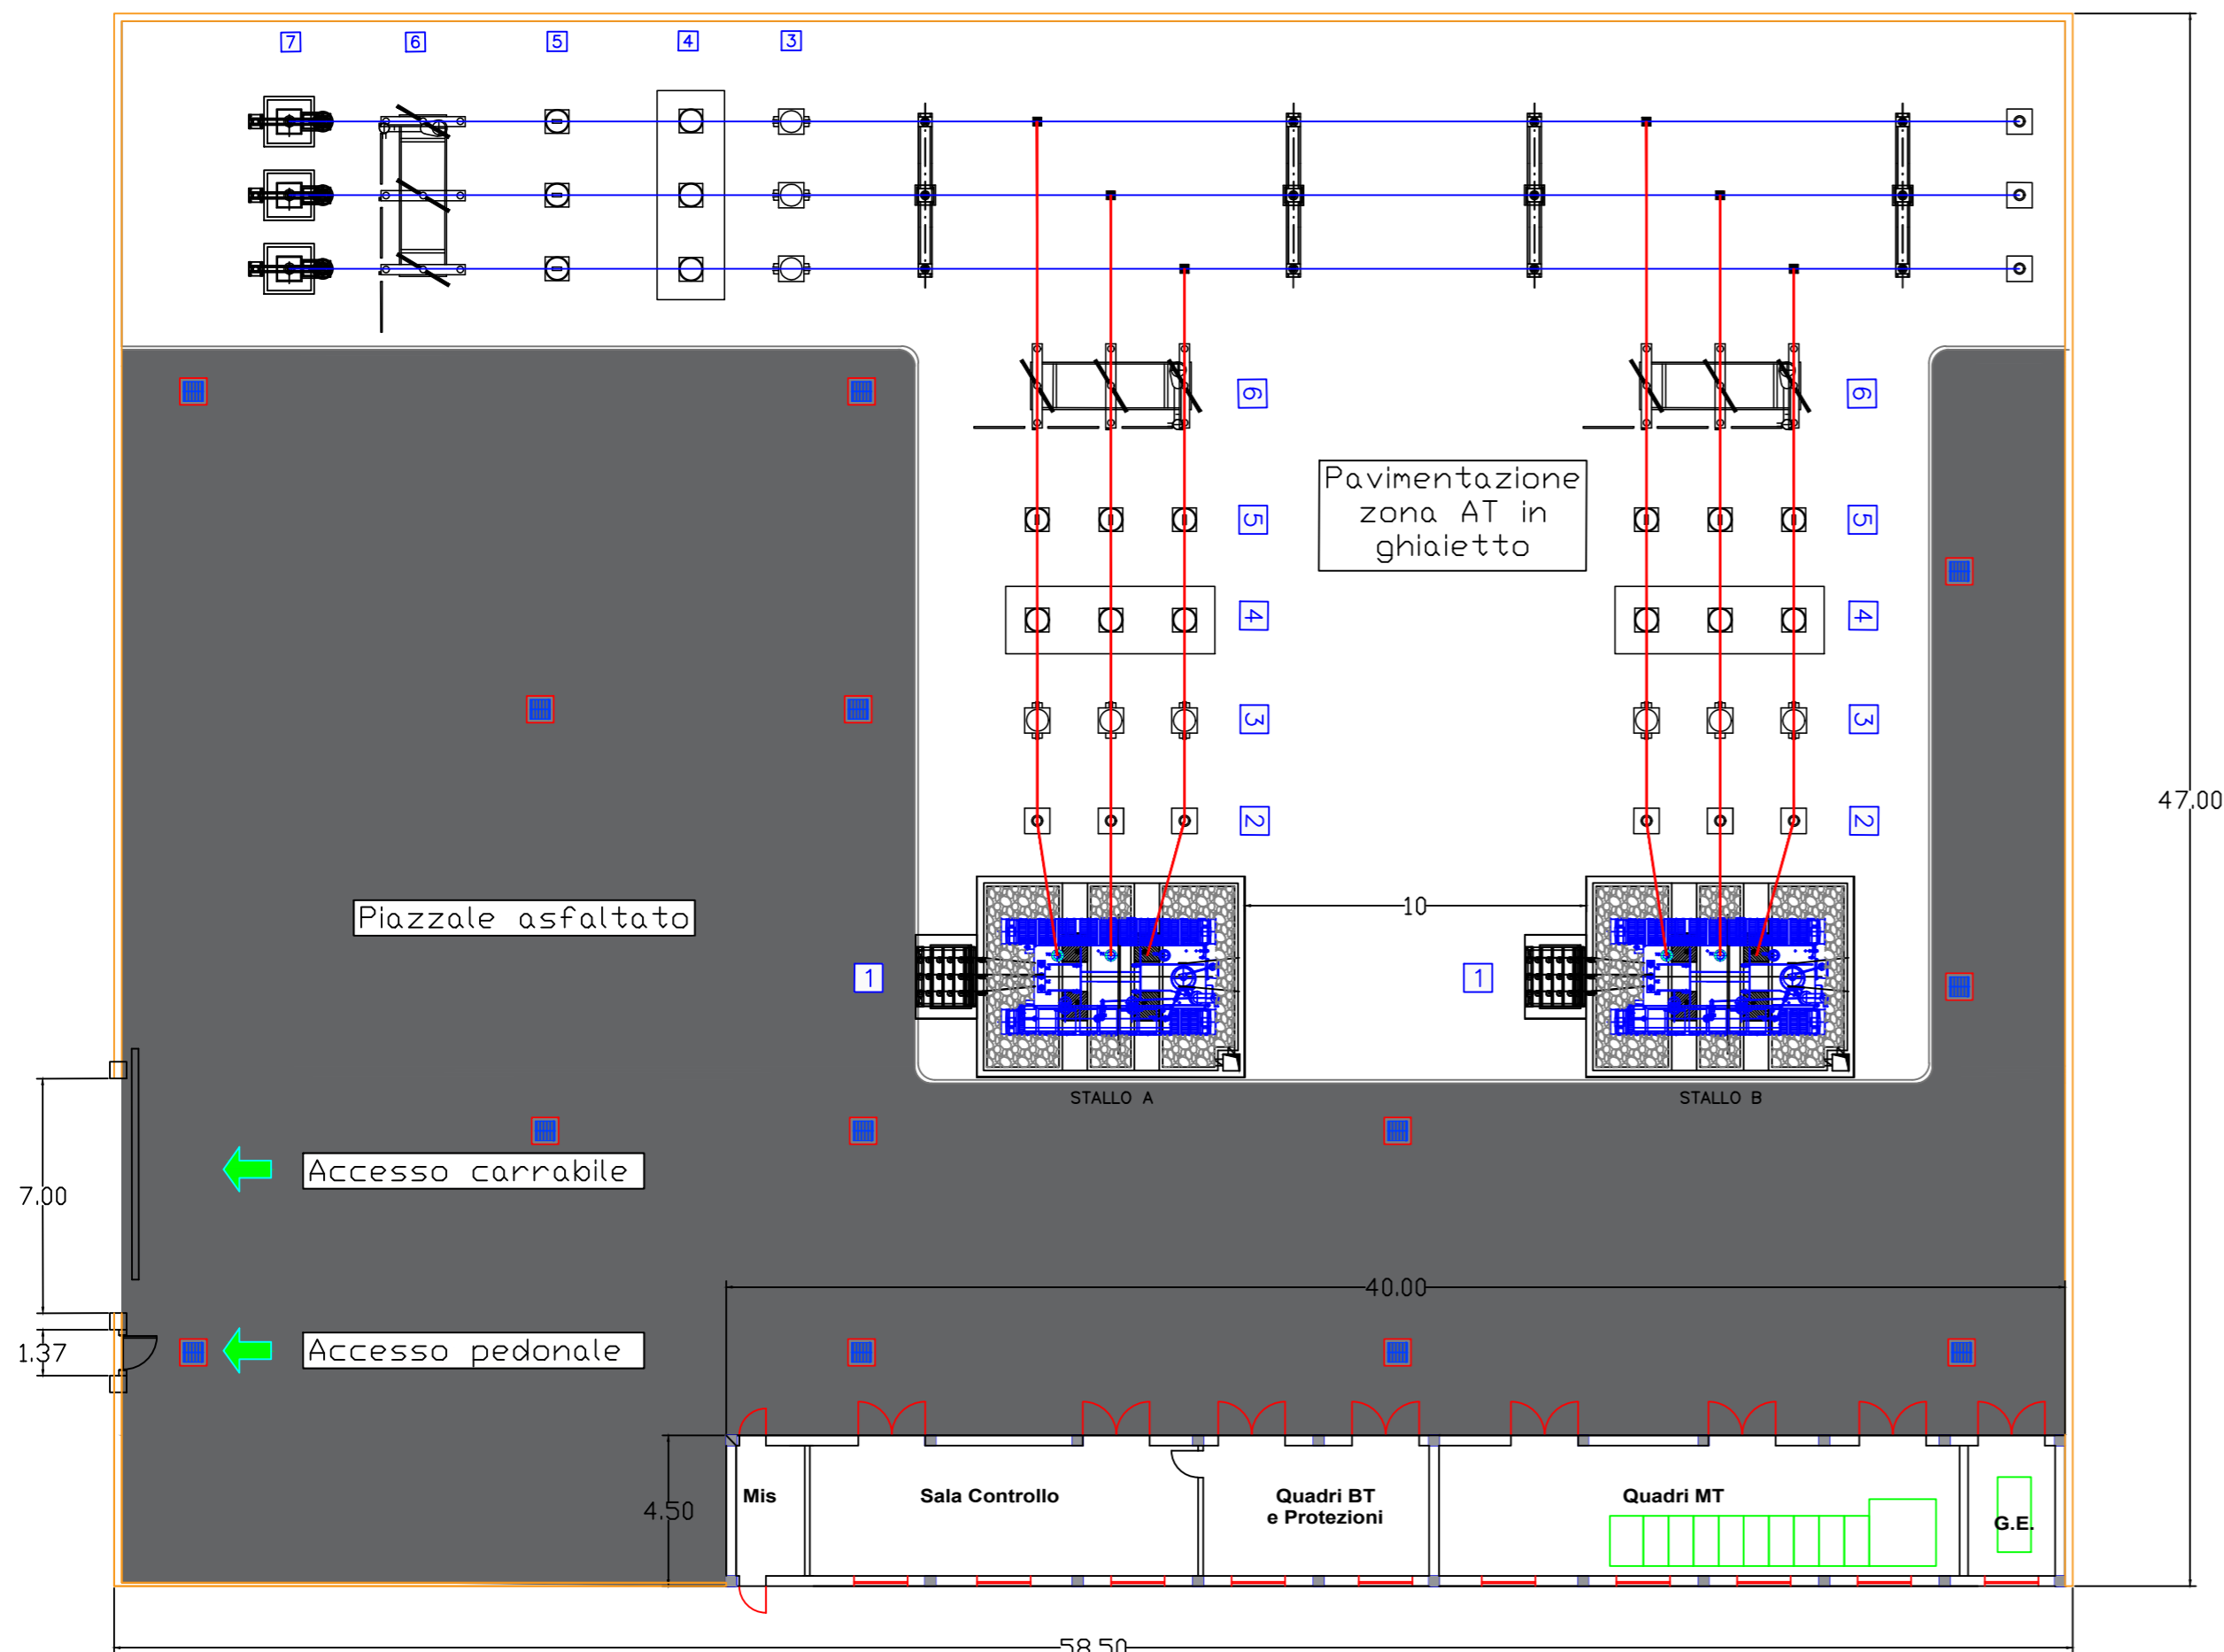 7 6 5 4 3
6 6
Pavimentazione
zona AT in
ghiaietto
5 5
4 4
3 3
47.00
2 2
Piazzale asfaltato
10
1 1
STALLO A STALLO B
Accesso carrabile
7.00
40.00
Accesso pedonale
1.37
Mis Sala Controllo Quadri BT Quadri MT
e Protezioni
4.50
G.E.
58.50